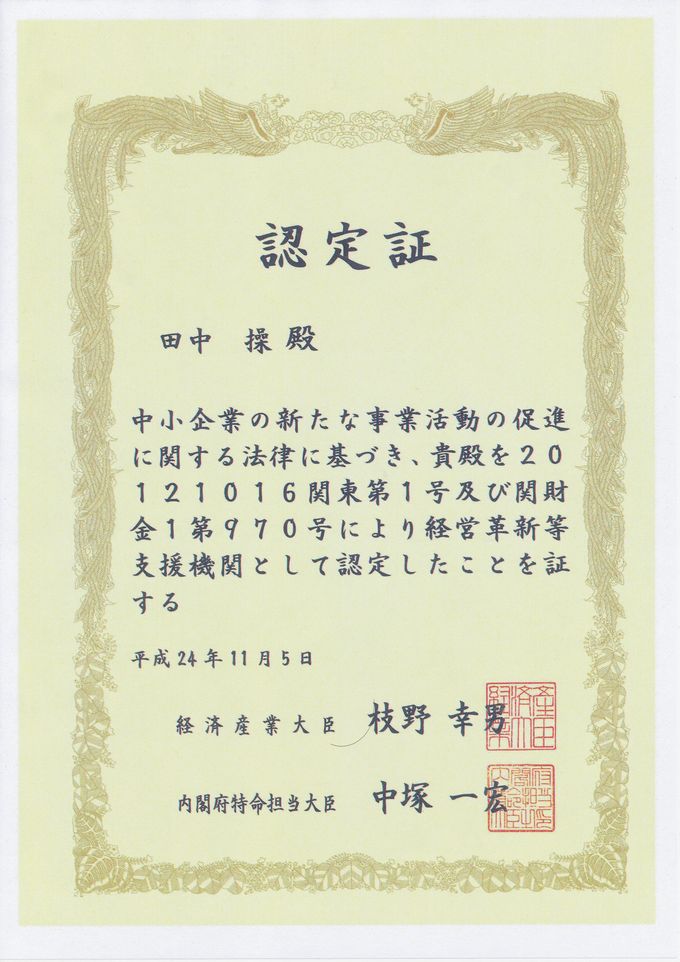 認定証
田中 操 殿
中小企業の新たな事業活動の促進
に関する法律に基づき、貴殿を20
121016関東第1号及び関財
金1第970号により経営革新等
支援機関として認定したことを証
する
平成24年11月5日
経済産業大臣 枝野 幸男
内閣府特命担当大臣 中塚 一宏